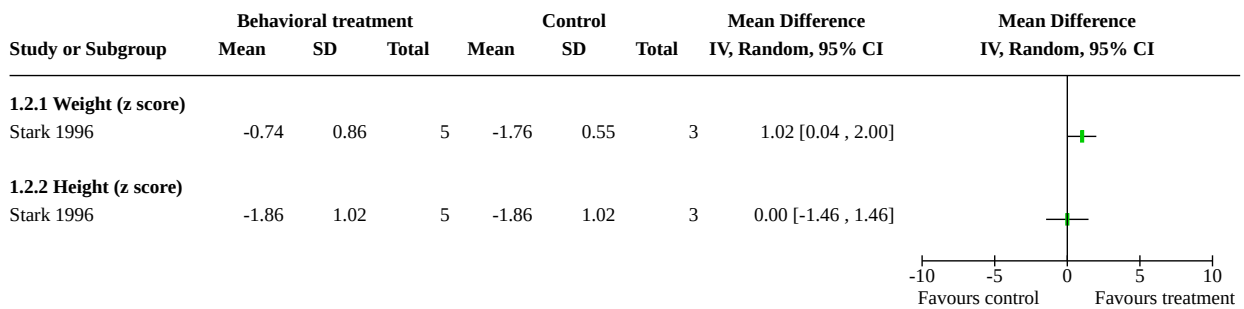 Behavioral treatment Control Mean Difference Mean Difference
Study or Subgroup Mean SD Total Mean SD Total IV, Random, 95% CI IV, Random, 95% CI
1.2.1 Weight (z score)
Stark 1996 -0.74 0.86 5 -1.76 0.55 3 1.02 [0.04 , 2.00]
1.2.2 Height (z score)
Stark 1996 -1.86 1.02 5 -1.86 1.02 3 0.00 [-1.46 , 1.46]
-10 -5 0 5 10
Favours control Favours treatment